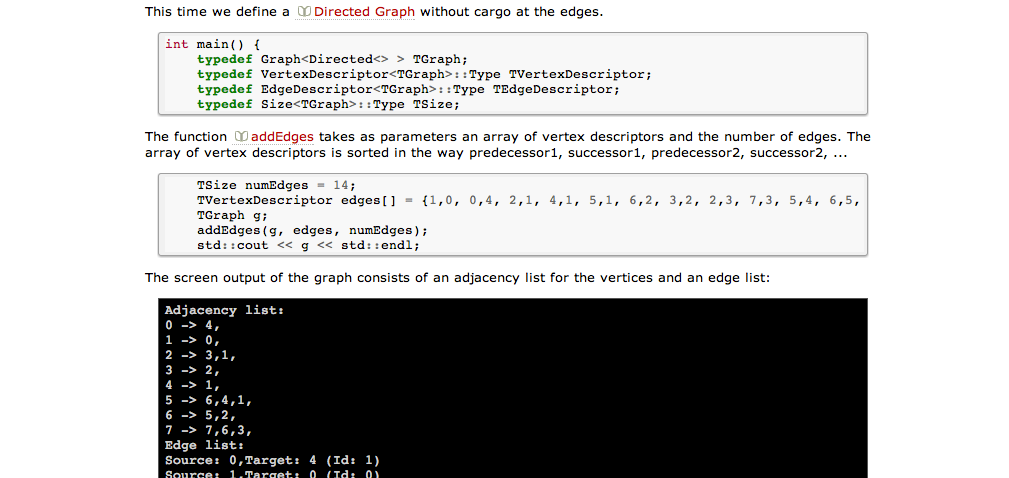 This time we define a Directed Graph without cargo at the edges.
int main() {
typedef Graph<Directed<> > TGraph;
typedef VertexDescriptor<TGraph>::Type TVertexDescriptor;
typedef EdgeDescriptor<TGraph>::Type TEdgeDescriptor;
typedef Size<TGraph>::Type TSize;
The function addEdges takes as parameters an array of vertex descriptors and the number of edges. The
array of vertex descriptors is sorted in the way predecessor1, successor1, predecessor2, successor2, ...
TSize numEdges = 14;
TVertexDescriptor edges[] = {1,0, 0,4, 2,1, 4,1, 5,1, 6,2, 3,2, 2,3, 7,3, 5,4, 6,5,
TGraph g;
addEdges(g, edges, numEdges);
std::cout << g << std::endl;
The screen output of the graph consists of an adjacency list for the vertices and an edge list:
Adjacency list:
0 -> 4,
1 -> 0,
2 -> 3,1,
3 -> 2,
4 -> 1,
5 -> 6,4,1,
6 -> 5,2,
7 -> 7,6,3,
Edge list:
Source: 0,Target: 4 (Id: 1)
Source: 1,Target: 0 (Id: 0)